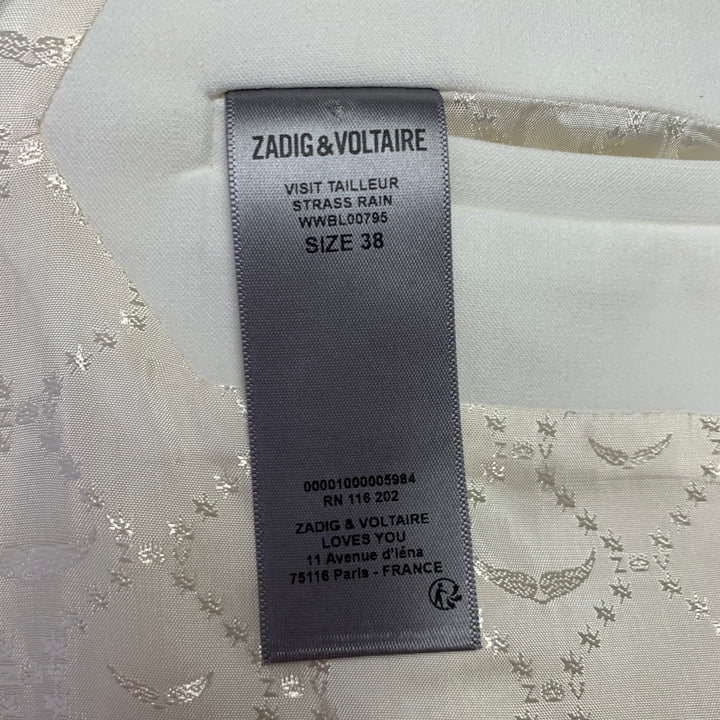 ZADIG & VOLTAIRE
VISIT TAILLEUR
STRASS RAIN
WWBL00795
SIZE 38
00001000005984
RN 116 202
ZADIG & VOLTAIRE
LOVES YOU
11 Avenue d'Iéna
75116 Paris - FRANCE
Z&V
Z&V
Z&V
Z&V